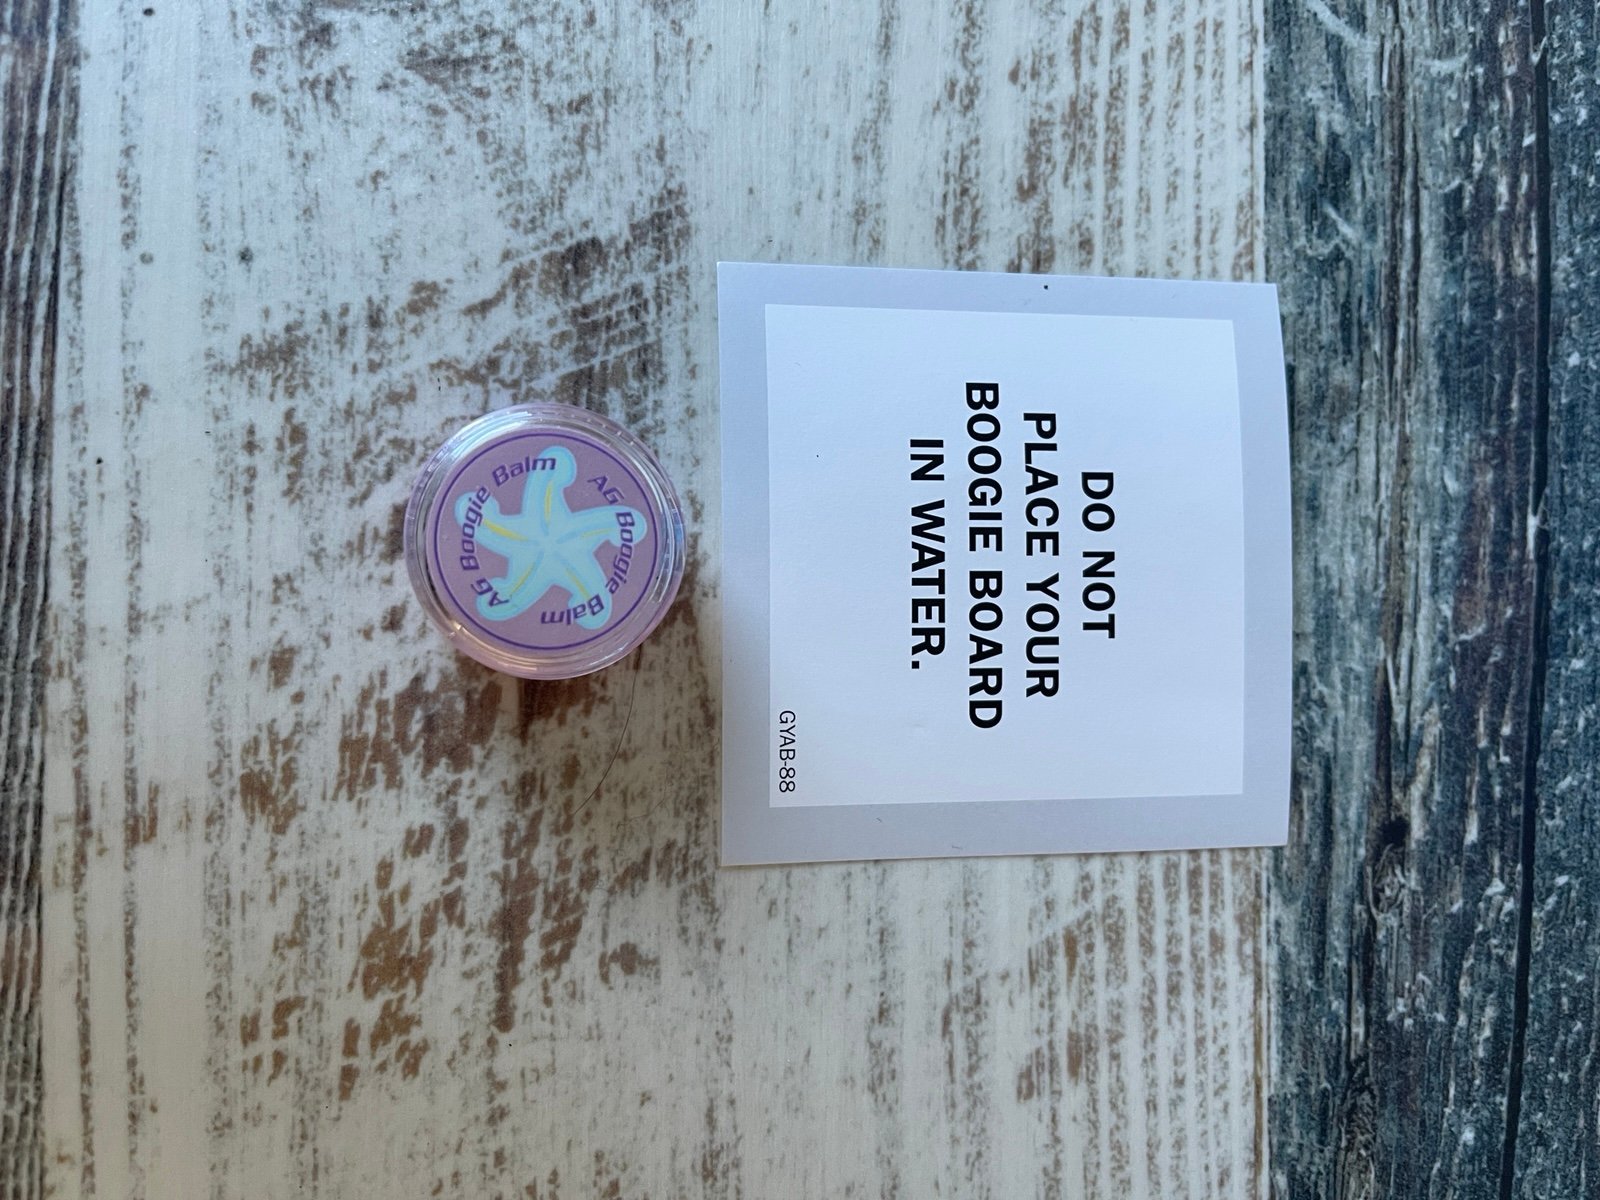 AG Boogie Balm
AG Boogie Balm
DO NOT
PLACE YOUR
BOOGIE BOARD
IN WATER.
GYAB-88